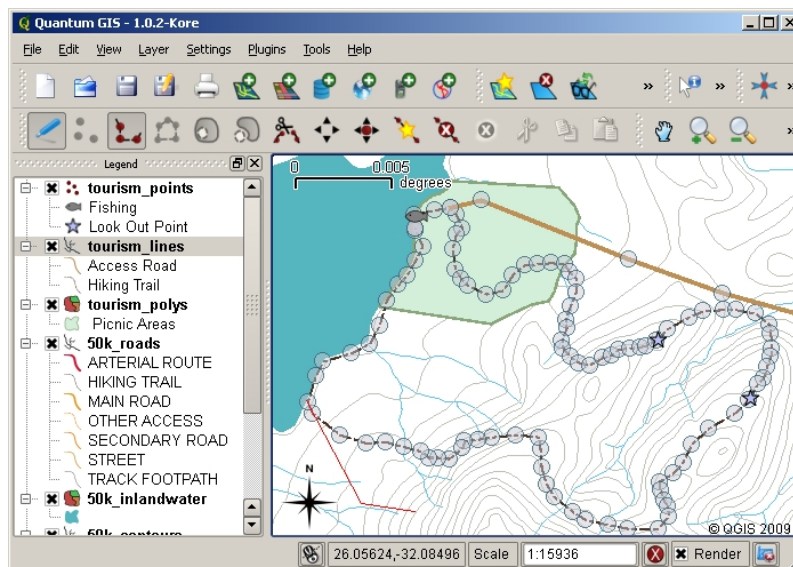 Quantum GIS - 1.0.2-Kore
File Edit View Layer Settings Plugins Tools Help
Legend
tourism_points
Fishing
Look Out Point
tourism_lines
Access Road
Hiking Trail
tourism_polys
Picnic Areas
50k_roads
ARTERIAL ROUTE
HIKING TRAIL
MAIN ROAD
OTHER ACCESS
SECONDARY ROAD
STREET
TRACK FOOTPATH
50k_inlandwater
50k_contours
0 0.005
degrees
N
© QGIS 2009
26.05624,-32.08496 Scale 1:15936 Render